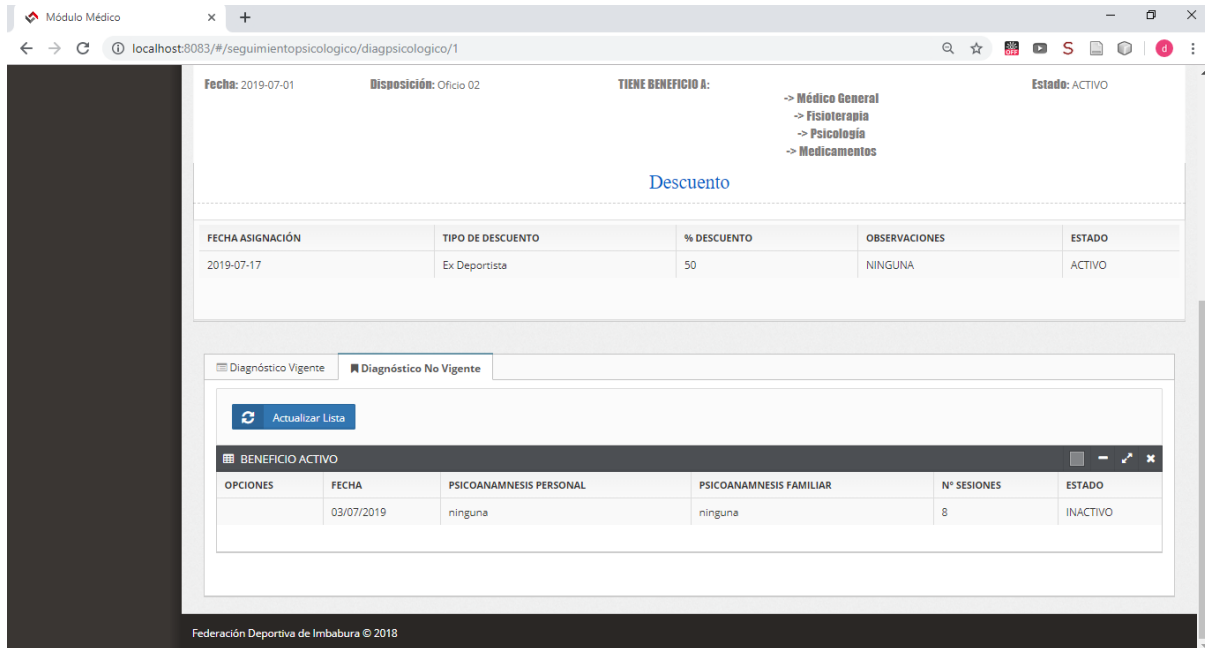 Módulo Médico
localhost:8083/#/seguimientopsicologico/diagpsicologico/1
OFF S d
Fecha: 2019-07-01 Disposición: Oficio 02 TIENE BENEFICIO A: Estado: ACTIVO
-> Médico General
-> Fisioterapia
-> Psicología
-> Medicamentos
Descuento
FECHA ASIGNACIÓN TIPO DE DESCUENTO % DESCUENTO OBSERVACIONES ESTADO
2019-07-17 Ex Deportista 50 NINGUNA ACTIVO
Diagnóstico Vigente Diagnóstico No Vigente
Actualizar Lista
BENEFICIO ACTIVO
OPCIONES FECHA PSICOANAMNESIS PERSONAL PSICOANAMNESIS FAMILIAR N° SESIONES ESTADO
03/07/2019 ninguna ninguna 8 INACTIVO
Federación Deportiva de Imbabura © 2018